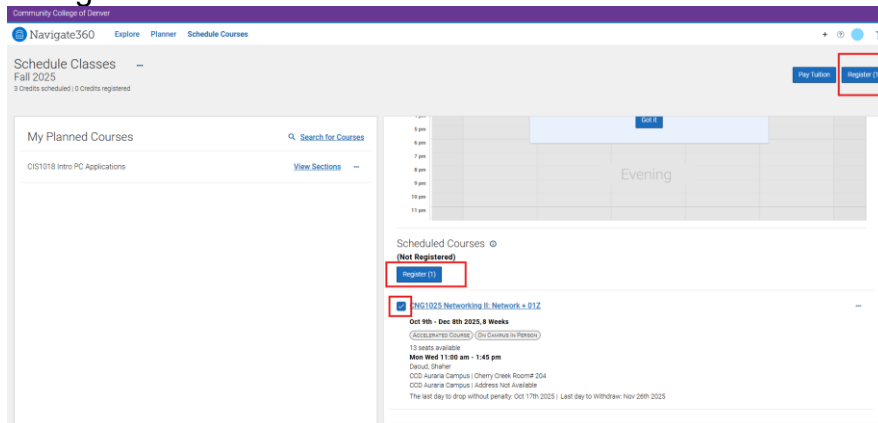 Community College of Denver
Navigate360 Explore Planner Schedule Courses
Schedule Classes
Fall 2025
3 Credits scheduled | 0 Credits registered
Pay Tuition
Register (1
My Planned Courses
Search for Courses
CIS1018 Intro PC Applications
View Sections
Got it
5 pm
6 pm
7 pm
8 pm
9 pm
10 pm
11 pm
Evening
Scheduled Courses
(Not Registered)
Register (1)
CNG1025 Networking II: Network + 01Z
Oct 9th - Dec 8th 2025, 8 Weeks
ACCELERATED COURSE ON CAMPUS IN PERSON
13 seats available
Mon Wed 11:00 am - 1:45 pm
Daoud, Shaher
CCD Auraria Campus | Cherry Creek Room# 204
CCD Auraria Campus | Address Not Available
The last day to drop without penalty: Oct 17th 2025 | Last day to Withdraw: Nov 26th 2025